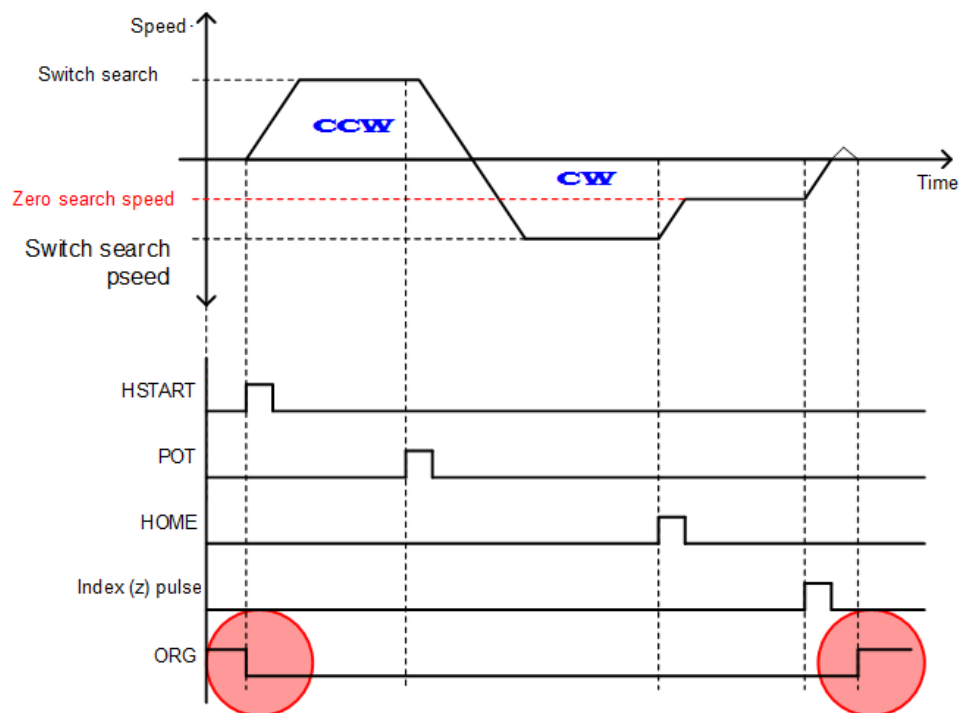 Speed
Switch search
CCW
CW
Time
Zero search speed
Switch search
pseed
HSTART
POT
HOME
Index (z) pulse
ORG